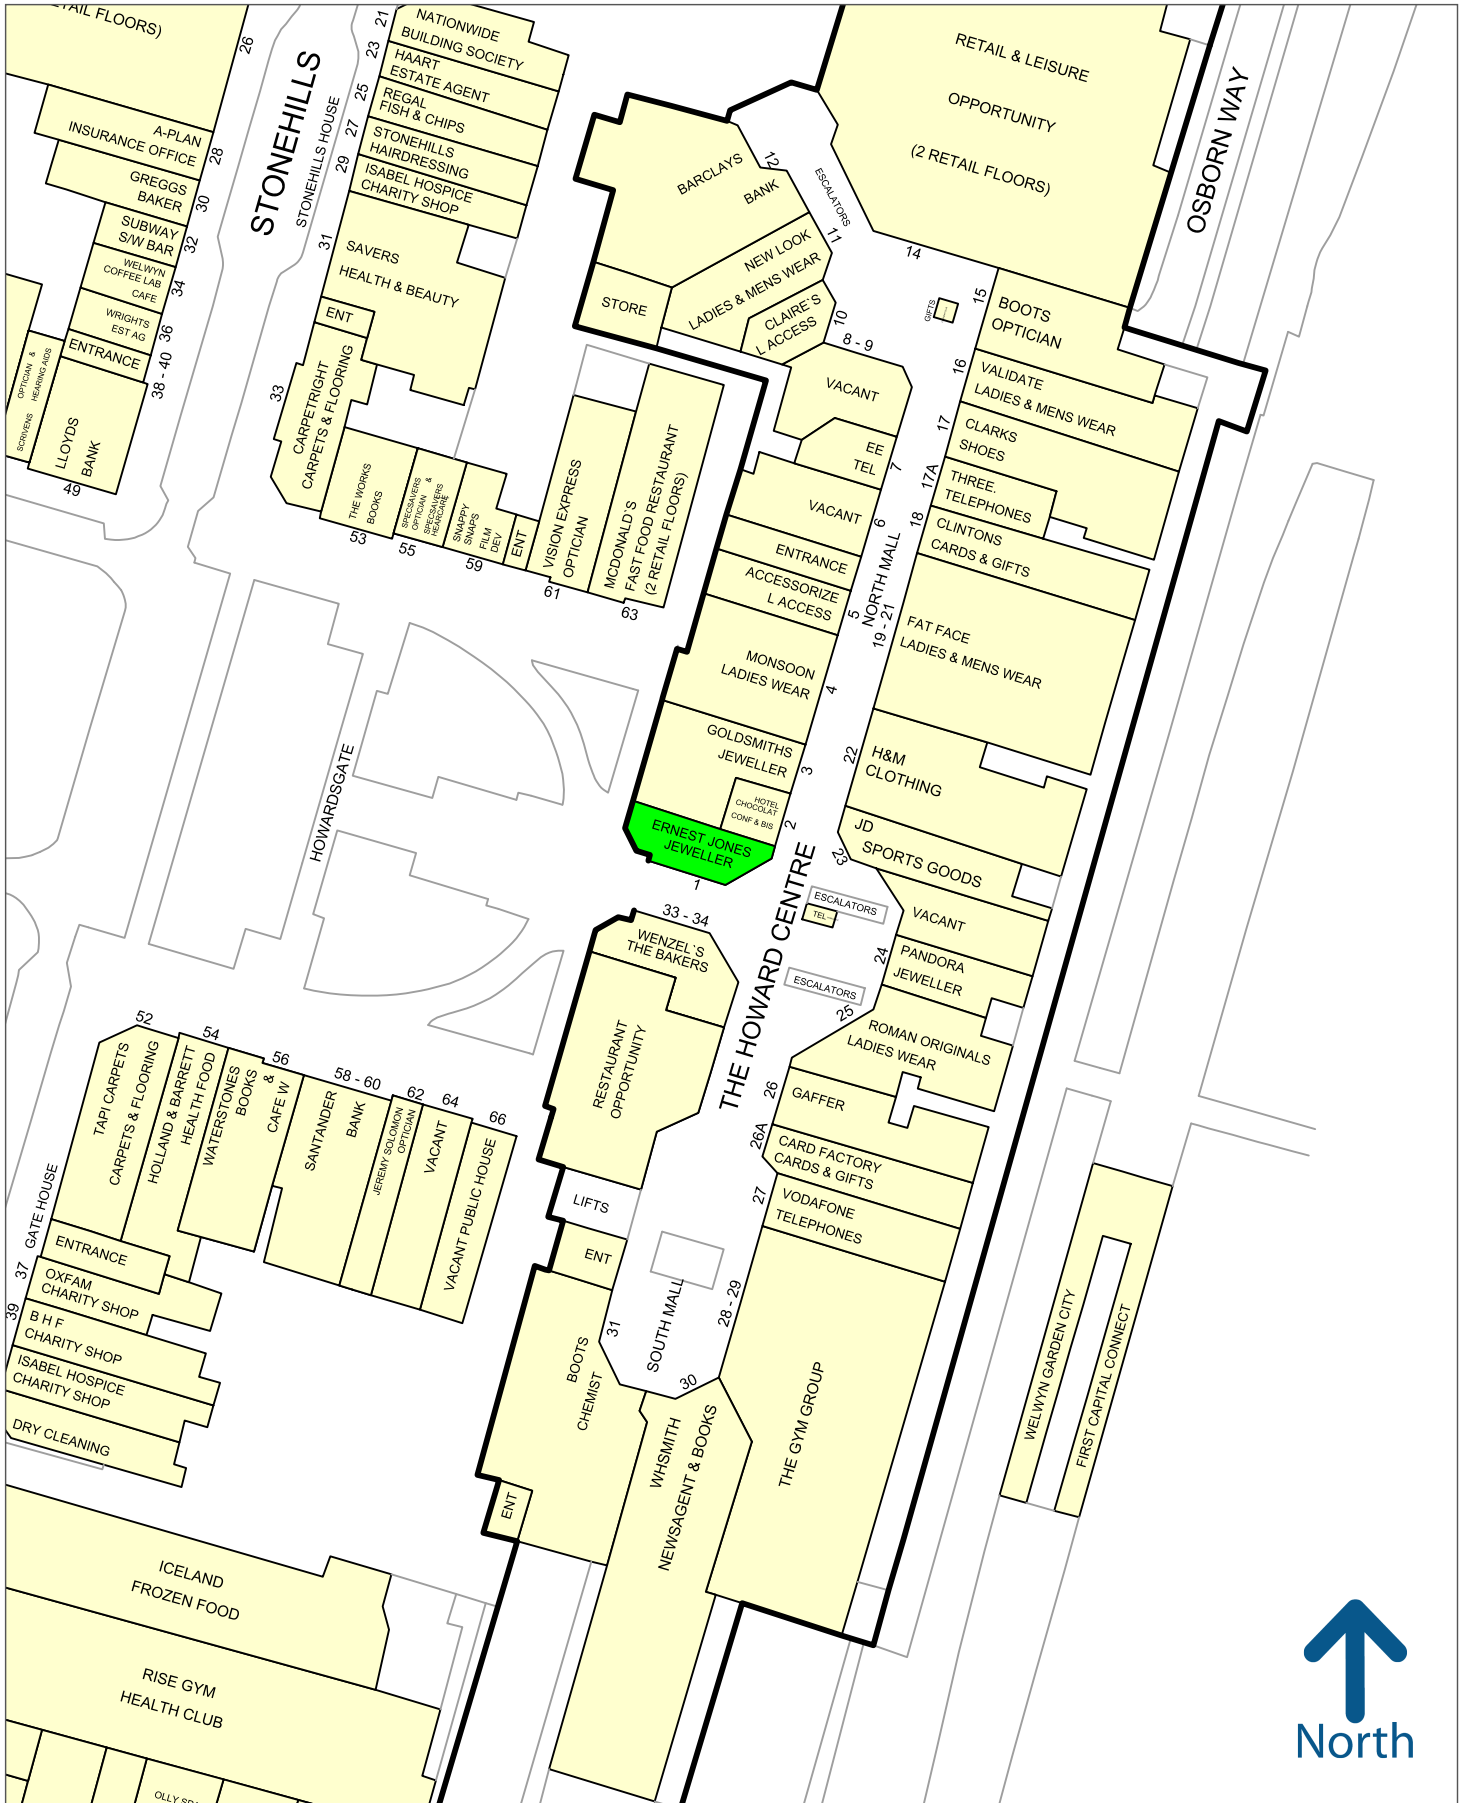 TAIL FLOORS)
26
A-PLAN
INSURANCE OFFICE
28
GREGGS
BAKER
30
SUBWAY
S/W BAR
32
WELWYN
COFFEE LAB
CAFE
34
WRIGHTS
EST AG
36
ENTRANCE
38 - 40
OPTICIAN &
HEARING AIDS
SCRIVENS
LLOYDS
BANK
49
STONEHILLS
STONEHILLS HOUSE
21
NATIONWIDE
BUILDING SOCIETY
23
HAART
ESTATE AGENT
25
REGAL
FISH & CHIPS
27
STONEHILLS
HAIRDRESSING
29
ISABEL HOSPICE
CHARITY SHOP
31
SAVERS
HEALTH & BEAUTY
ENT
33
CARPETRIGHT
CARPETS & FLOORING
THE WORKS
BOOKS
53
SPECSAVERS
OPTICIAN &
SPECSAVERS
HEARCARE
55
SNAPPY
SNAPS
FILM
DEV
59
ENT
VISION EXPRESS
OPTICIAN
61
MCDONALD`S
FAST FOOD RESTAURANT
(2 RETAIL FLOORS)
63
RETAIL & LEISURE
OPPORTUNITY
(2 RETAIL FLOORS)
14
OSBORN WAY
BARCLAYS
BANK
12
ESCALATORS
NEW LOOK
LADIES & MENS WEAR
11
STORE
CLAIRE`S
L ACCESS
10
8 - 9
VACANT
EE
TEL
7
VACANT
6
ENTRANCE
ACCESSORIZE
L ACCESS
5
MONSOON
LADIES WEAR
4
GOLDSMITHS
JEWELLER
3
HOTEL
CHOCOLAT
CONF & BIS
2
ERNEST JONES
JEWELLER
1
NORTH MALL
GIFTS
15
BOOTS
OPTICIAN
16
VALIDATE
LADIES & MENS WEAR
17
CLARKS
SHOES
17A
THREE.
TELEPHONES
18
CLINTONS
CARDS & GIFTS
19 - 21
FAT FACE
LADIES & MENS WEAR
22
H&M
CLOTHING
JD
SPORTS GOODS
23
VACANT
ESCALATORS
TEL
24
PANDORA
JEWELLER
ESCALATORS
25
ROMAN ORIGINALS
LADIES WEAR
26
GAFFER
26A
CARD FACTORY
CARDS & GIFTS
27
VODAFONE
TELEPHONES
28 - 29
THE GYM GROUP
THE HOWARD CENTRE
33 - 34
WENZEL`S
THE BAKERS
RESTAURANT
OPPORTUNITY
LIFTS
ENT
31
SOUTH MALL
30
BOOTS
CHEMIST
ENT
WHSMITH
NEWSAGENT & BOOKS
HOWARDSGATE
52
TAPI CARPETS
CARPETS & FLOORING
54
HOLLAND & BARRETT
HEALTH FOOD
56
WATERSTONES
BOOKS
&
CAFE W
58 - 60
SANTANDER
BANK
62
JEREMY SOLOMON
OPTICIAN
64
VACANT
66
VACANT PUBLIC HOUSE
GATE HOUSE
ENTRANCE
37
OXFAM
CHARITY SHOP
39
B H F
CHARITY SHOP
ISABEL HOSPICE
CHARITY SHOP
DRY CLEANING
ICELAND
FROZEN FOOD
RISE GYM
HEALTH CLUB
WELWYN GARDEN CITY
FIRST CAPITAL CONNECT
North